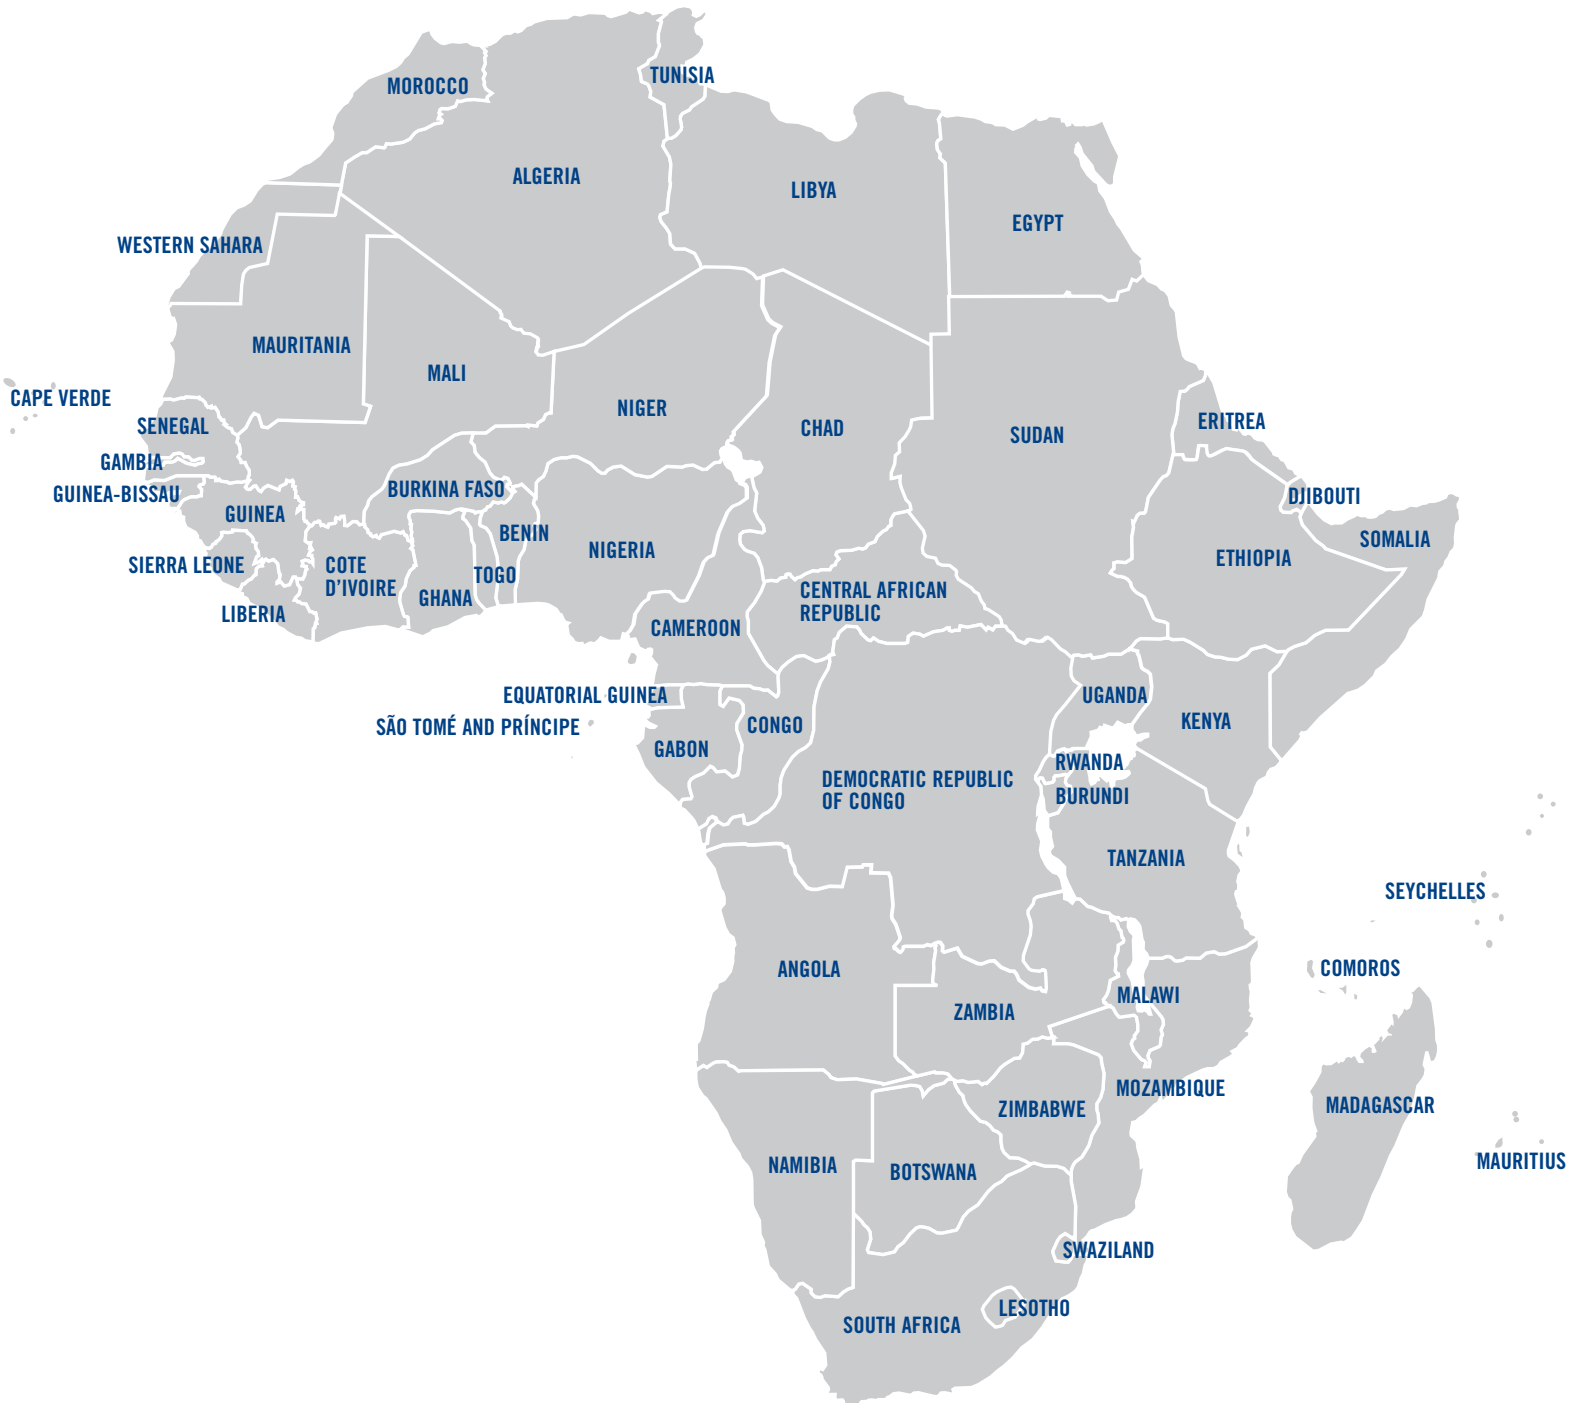 TUNISIA
MOROCCO
ALGERIA
LIBYA
EGYPT
WESTERN SAHARA
MAURITANIA
MALI
CAPE VERDE
NIGER
CHAD
SUDAN
ERITREA
SENEGAL
GAMBIA
GUINEA-BISSAU
BURKINA FASO
DJIBOUTI
GUINEA
BENIN
NIGERIA
SOMALIA
ETHIOPIA
SIERRA LEONE
COTE
D'IVOIRE
TOGO
GHANA
CENTRAL AFRICAN
REPUBLIC
LIBERIA
CAMEROON
EQUATORIAL GUINEA
UGANDA
SÃO TOMÉ AND PRÍNCIPE
CONGO
KENYA
GABON
RWANDA
DEMOCRATIC REPUBLIC
OF CONGO
BURUNDI
TANZANIA
SEYCHELLES
ANGOLA
COMOROS
MALAWI
ZAMBIA
MOZAMBIQUE
ZIMBABWE
MADAGASCAR
NAMIBIA
BOTSWANA
MAURITIUS
SWAZILAND
LESOTHO
SOUTH AFRICA